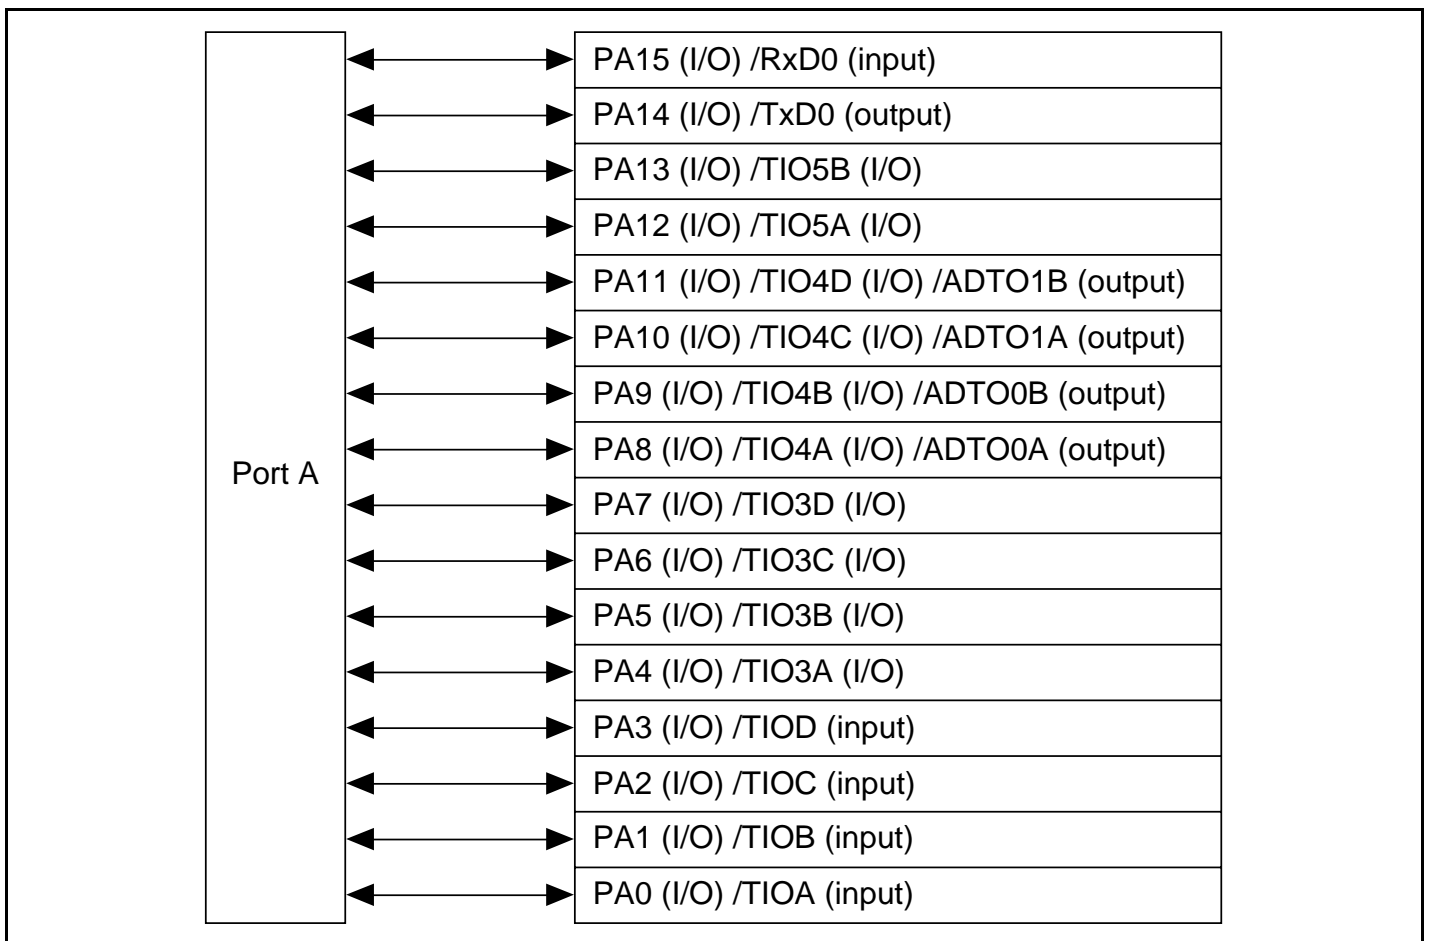 PA15 (I/O) /RxD0 (input)
PA14 (I/O) /TxD0 (output)
PA13 (I/O) /TIO5B (I/O)
PA12 (I/O) /TIO5A (I/O)
PA11 (I/O) /TIO4D (I/O) /ADTO1B (output)
PA10 (I/O) /TIO4C (I/O) /ADTO1A (output)
PA9 (I/O) /TIO4B (I/O) /ADTO0B (output)
PA8 (I/O) /TIO4A (I/O) /ADTO0A (output)
Port A
PA7 (I/O) /TIO3D (I/O)
PA6 (I/O) /TIO3C (I/O)
PA5 (I/O) /TIO3B (I/O)
PA4 (I/O) /TIO3A (I/O)
PA3 (I/O) /TIOD (input)
PA2 (I/O) /TIOC (input)
PA1 (I/O) /TIOB (input)
PA0 (I/O) /TIOA (input)